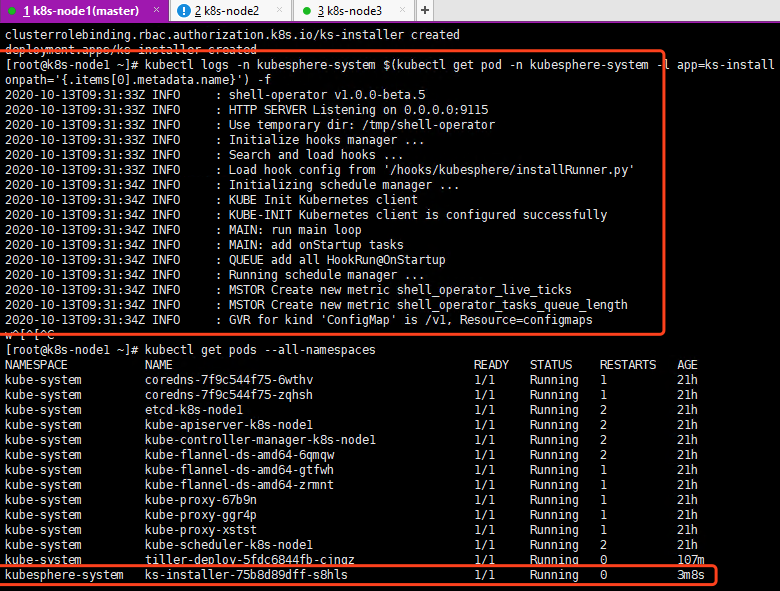 1 k8s-node1(master) × 2 k8s-node2 × 3 k8s-node3 × +
clusterrolebinding.rbac.authorization.k8s.io/ks-installer created
deployment.apps/ks-installer created
[root@k8s-node1 ~]# kubectl logs -n kubesphere-system $(kubectl get pod -n kubesphere-system -l app=ks-install
onpath='{.items[0].metadata.name}') -f
2020-10-13T09:31:33Z INFO : shell-operator v1.0.0-beta.5
2020-10-13T09:31:33Z INFO : HTTP SERVER Listening on 0.0.0.0:9115
2020-10-13T09:31:33Z INFO : Use temporary dir: /tmp/shell-operator
2020-10-13T09:31:33Z INFO : Initialize hooks manager ...
2020-10-13T09:31:33Z INFO : Search and load hooks ...
2020-10-13T09:31:33Z INFO : Load hook config from '/hooks/kubesphere/installRunner.py'
2020-10-13T09:31:34Z INFO : Initializing schedule manager ...
2020-10-13T09:31:34Z INFO : KUBE Init Kubernetes client
2020-10-13T09:31:34Z INFO : KUBE-INIT Kubernetes client is configured successfully
2020-10-13T09:31:34Z INFO : MAIN: run main loop
2020-10-13T09:31:34Z INFO : MAIN: add onStartup tasks
2020-10-13T09:31:34Z INFO : QUEUE add all HookRun@OnStartup
2020-10-13T09:31:34Z INFO : Running schedule manager ...
2020-10-13T09:31:34Z INFO : MSTOR Create new metric shell_operator_live_ticks
2020-10-13T09:31:34Z INFO : MSTOR Create new metric shell_operator_tasks_queue_length
2020-10-13T09:31:34Z INFO : GVR for kind 'ConfigMap' is /v1, Resource=configmaps
w^[^[^C
[root@k8s-node1 ~]# kubectl get pods --all-namespaces
NAMESPACE NAME READY STATUS RESTARTS AGE
kube-system coredns-7f9c544f75-6wthv 1/1 Running 1 21h
kube-system coredns-7f9c544f75-zqhsh 1/1 Running 1 21h
kube-system etcd-k8s-node1 1/1 Running 2 21h
kube-system kube-apiserver-k8s-node1 1/1 Running 2 21h
kube-system kube-controller-manager-k8s-node1 1/1 Running 2 21h
kube-system kube-flannel-ds-amd64-6qmqw 1/1 Running 2 21h
kube-system kube-flannel-ds-amd64-gtfwh 1/1 Running 1 21h
kube-system kube-flannel-ds-amd64-zrmnt 1/1 Running 1 21h
kube-system kube-proxy-67b9n 1/1 Running 1 21h
kube-system kube-proxy-ggr4p 1/1 Running 1 21h
kube-system kube-proxy-xstst 1/1 Running 1 21h
kube-system kube-scheduler-k8s-node1 1/1 Running 2 21h
kube-system tiller-deploy-5fdc6844fb-cjngz 1/1 Running 0 107m
kubesphere-system ks-installer-75b8d89dff-s8hls 1/1 Running 0 3m8s